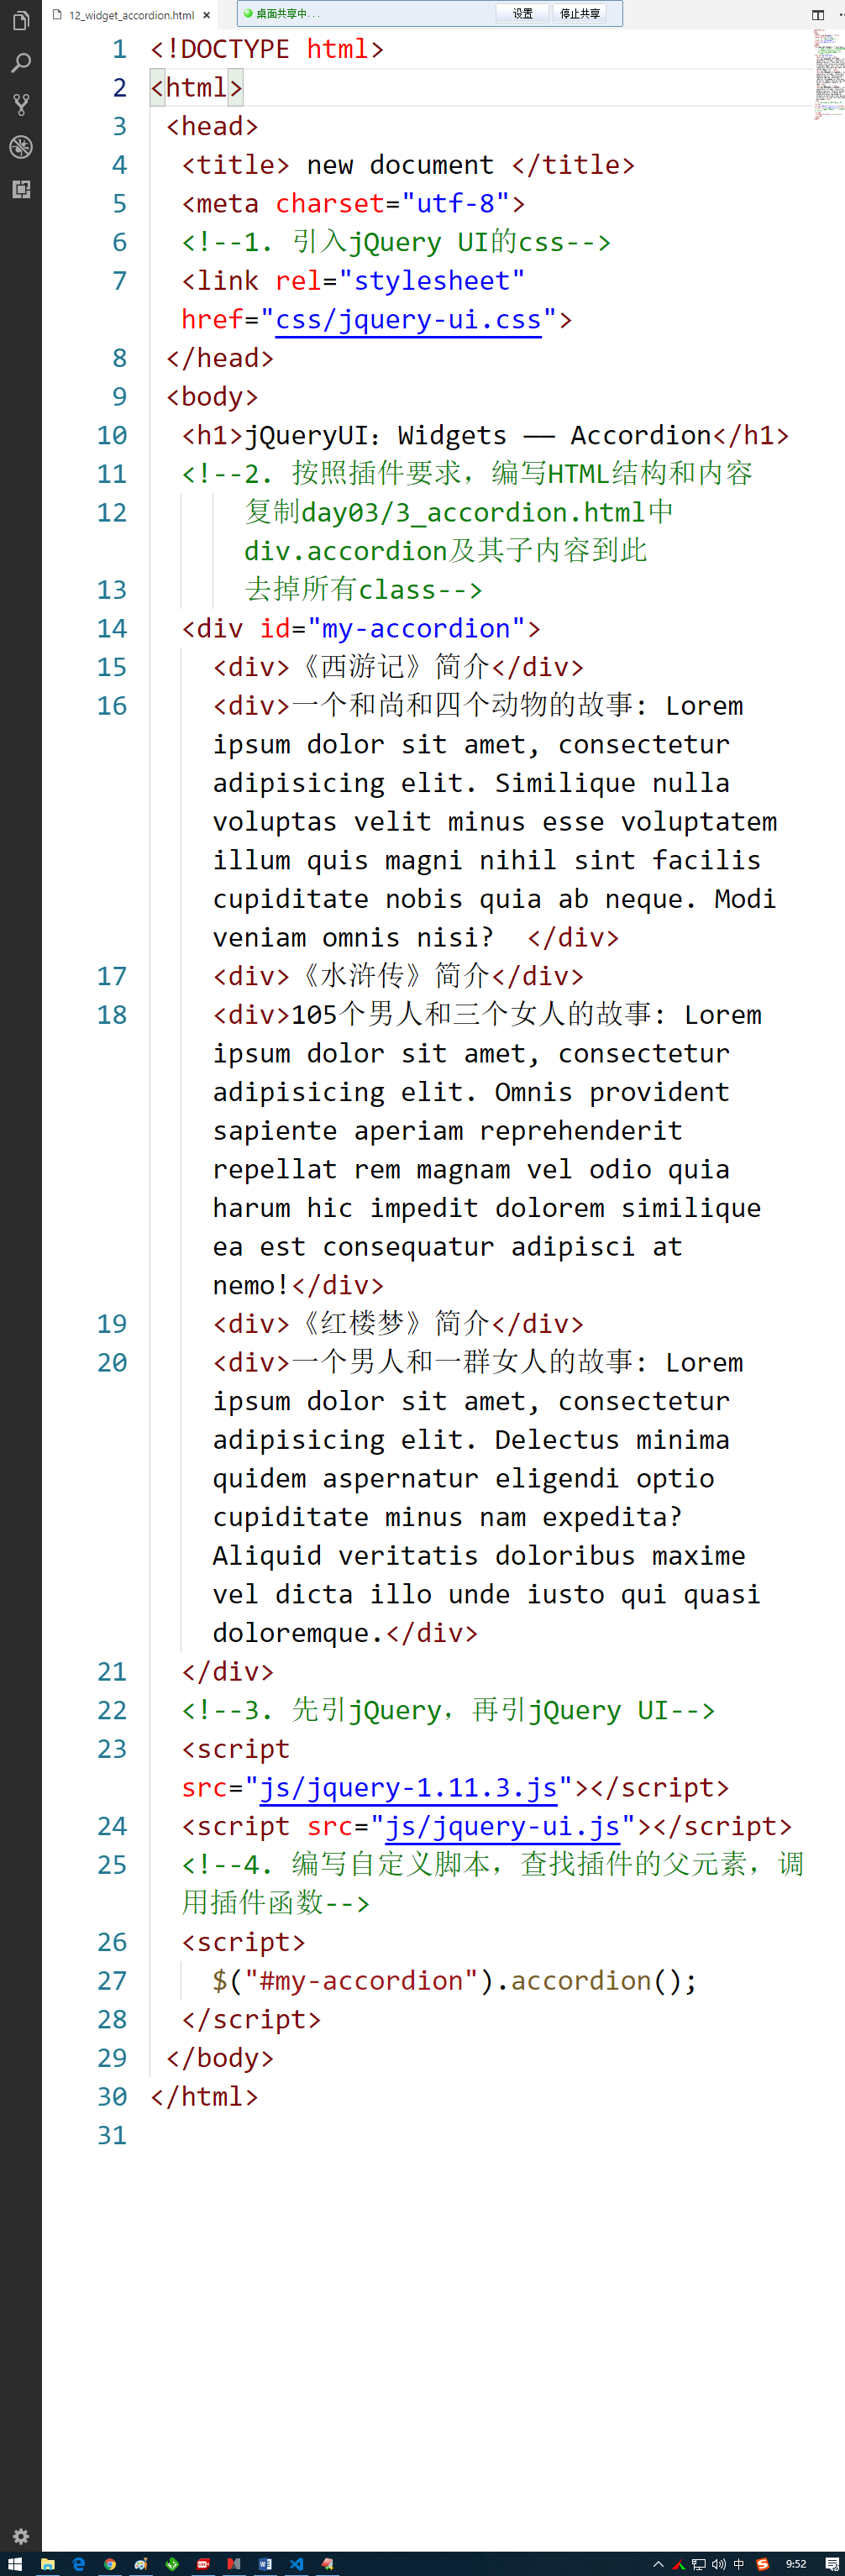 12_widget_accordion.html ×
桌面共享中...
设置
停止共享
1 <!DOCTYPE html>
2 <html>
3 <head>
4 <title> new document </title>
5 <meta charset="utf-8">
6 <!--1. 引入jQuery UI的css-->
7 <link rel="stylesheet"
href="css/jquery-ui.css">
8 </head>
9 <body>
10 <h1>jQueryUI：Widgets —— Accordion</h1>
11 <!--2. 按照插件要求，编写HTML结构和内容
12 复制day03/3_accordion.html中
div.accordion及其子内容到此
13 去掉所有class-->
14 <div id="my-accordion">
15 <div>《西游记》简介</div>
16 <div>一个和尚和四个动物的故事: Lorem
ipsum dolor sit amet, consectetur
adipisicing elit. Similique nulla
voluptas velit minus esse voluptatem
illum quis magni nihil sint facilis
cupiditate nobis quia ab neque. Modi
veniam omnis nisi?  </div>
17 <div>《水浒传》简介</div>
18 <div>105个男人和三个女人的故事: Lorem
ipsum dolor sit amet, consectetur
adipisicing elit. Omnis provident
sapiente aperiam reprehenderit
repellat rem magnam vel odio quia
harum hic impedit dolorem similique
ea est consequatur adipisci at
nemo!</div>
19 <div>《红楼梦》简介</div>
20 <div>一个男人和一群女人的故事: Lorem
ipsum dolor sit amet, consectetur
adipisicing elit. Delectus minima
quidem aspernatur eligendi optio
cupiditate minus nam expedita?
Aliquid veritatis doloribus maxime
vel dicta illo unde iusto qui quasi
doloremque.</div>
21 </div>
22 <!--3. 先引jQuery，再引jQuery UI-->
23 <script
src="js/jquery-1.11.3.js"></script>
24 <script src="js/jquery-ui.js"></script>
25 <!--4. 编写自定义脚本，查找插件的父元素，调
用插件函数-->
26 <script>
27 $("#my-accordion").accordion();
28 </script>
29 </body>
30 </html>
31
中
9:52